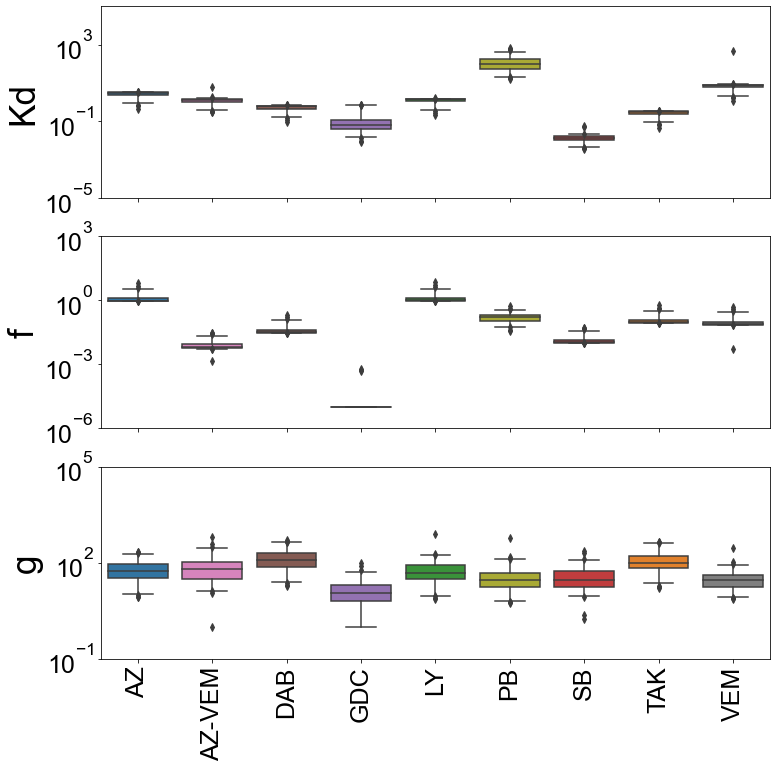 Kd
10³
10⁻¹
10⁻⁵
f
10³
10⁰
10⁻³
10⁻⁶
g
10⁵
10²
10⁻¹
AZ
AZ-VEM
DAB
GDC
LY
PB
SB
TAK
VEM